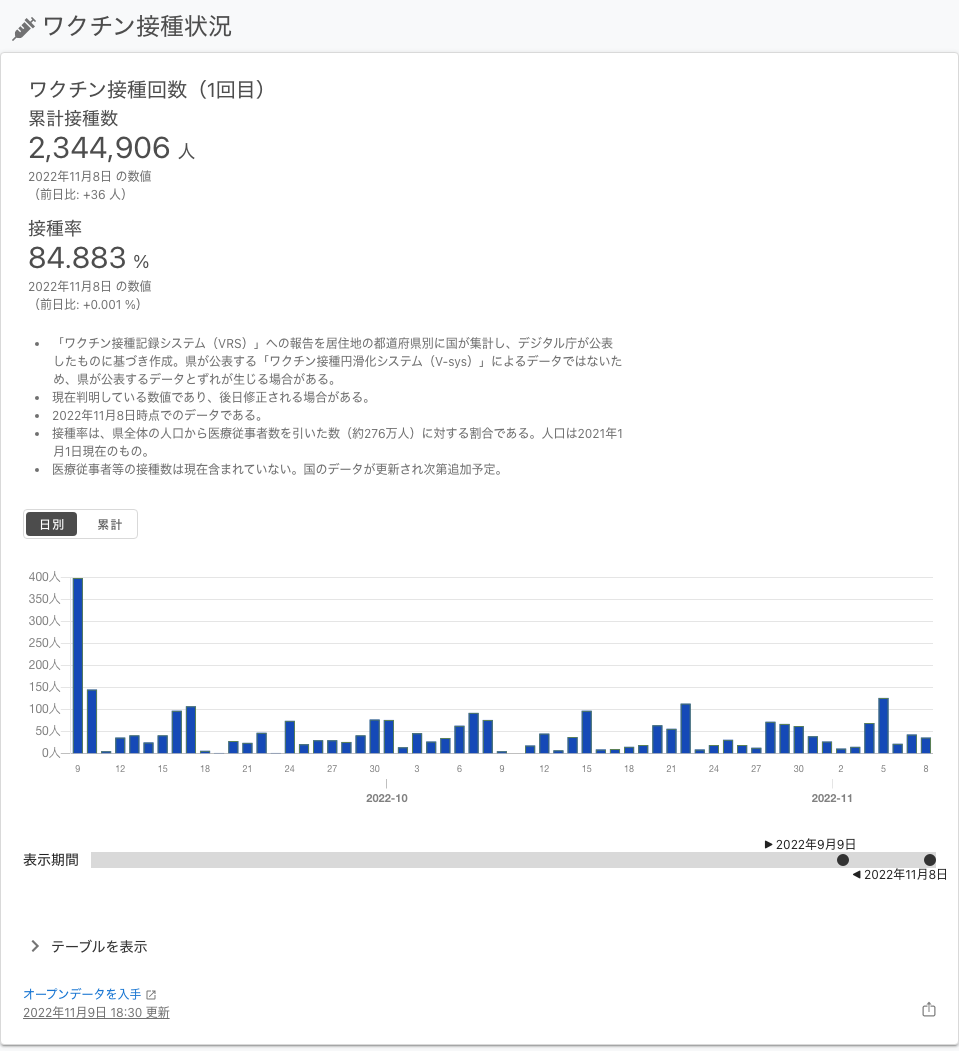 ワクチン接種状況
ワクチン接種回数（1回目）
累計接種数
2,344,906 人
2022年11月8日 の数値
（前日比: +36 人）
接種率
84.883 %
2022年11月8日 の数値
（前日比: +0.001 %）
• 「ワクチン接種記録システム（VRS）」への報告を居住地の都道府県別に国が集計し、デジタル庁が公表
したものに基づき作成。県が公表する「ワクチン接種円滑化システム（V-sys）」によるデータではないた
め、県が公表するデータとずれが生じる場合がある。
• 現在判明している数値であり、後日修正される場合がある。
• 2022年11月8日時点でのデータである。
• 接種率は、県全体の人口から医療従事者数を引いた数（約276万人）に対する割合である。人口は2021年1
月1日現在のもの。
• 医療従事者等の接種数は現在含まれていない。国のデータが更新され次第追加予定。
日別 累計
400人
350人
300人
250人
200人
150人
100人
50人
0人
9 12 15 18 21 24 27 30 3 6 9 12 15 18 21 24 27 30 2 5 8
2022-10 2022-11
▶ 2022年9月9日
表示期間
◀ 2022年11月8日
テーブルを表示
オープンデータを入手
2022年11月9日 18:30 更新